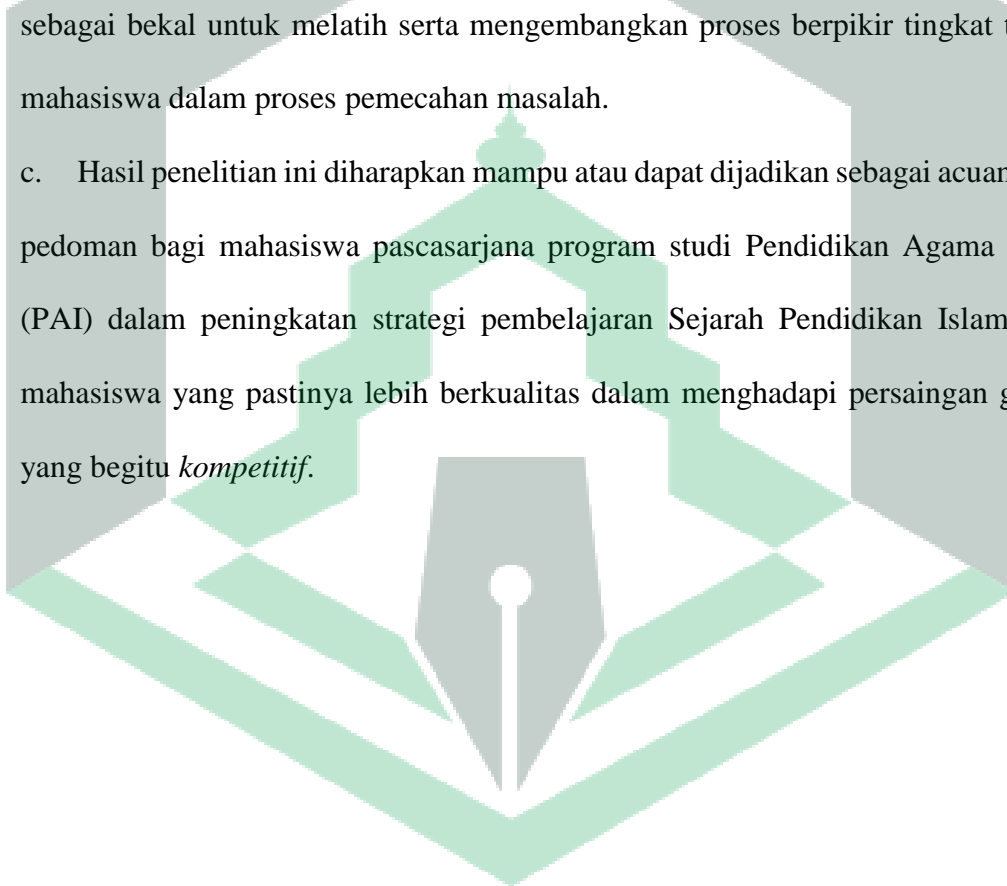 sebagai bekal untuk melatih serta mengembangkan proses berpikir tingkat
mahasiswa dalam proses pemecahan masalah.
c. Hasil penelitian ini diharapkan mampu atau dapat dijadikan sebagai acuan
pedoman bagi mahasiswa pascasarjana program studi Pendidikan Agama
(PAI) dalam peningkatan strategi pembelajaran Sejarah Pendidikan Islam
mahasiswa yang pastinya lebih berkualitas dalam menghadapi persaingan
yang begitu kompetitif.